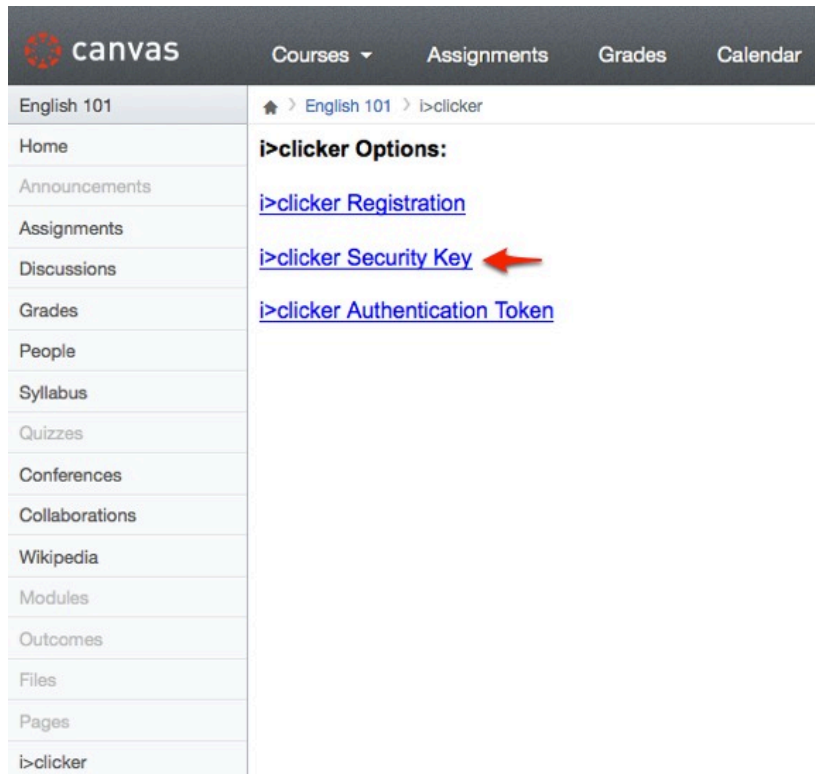 canvas
Courses Assignments Grades Calendar
English 101
English 101 i>clicker
Home
Announcements
Assignments
Discussions
Grades
People
Syllabus
Quizzes
Conferences
Collaborations
Wikipedia
Modules
Outcomes
Files
Pages
i>clicker
i>clicker Options:
i>clicker Registration
i>clicker Security Key
i>clicker Authentication Token